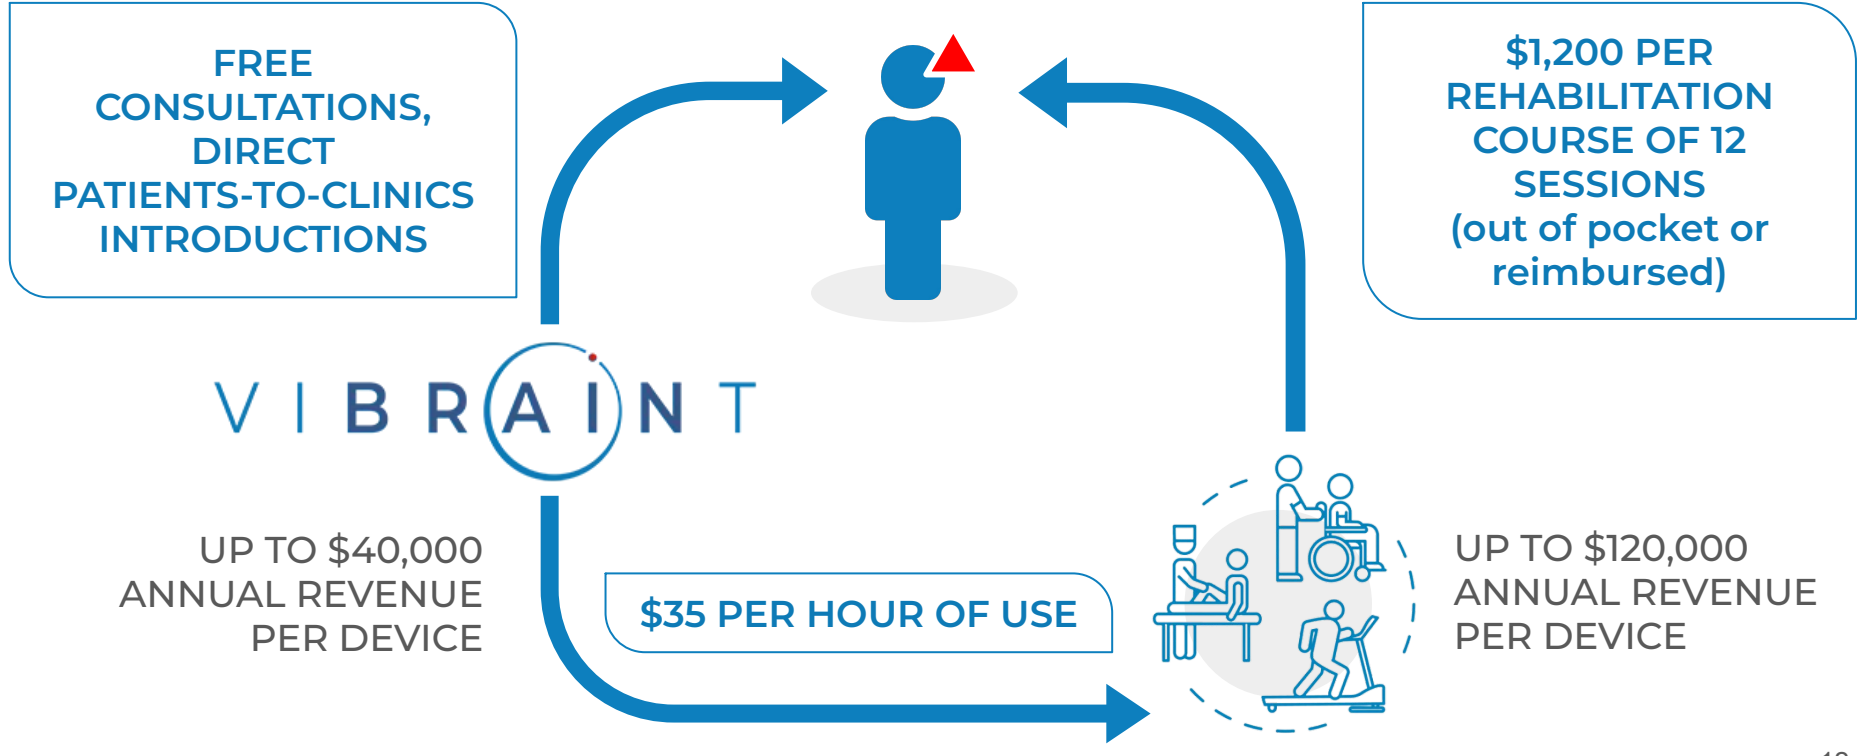 FREE
CONSULTATIONS,
DIRECT
PATIENTS-TO-CLINICS
INTRODUCTIONS
$1,200 PER
REHABILITATION
COURSE OF 12
SESSIONS
(out of pocket or
reimbursed)
VIBRAINT
UP TO $40,000
ANNUAL REVENUE
PER DEVICE
$35 PER HOUR OF USE
UP TO $120,000
ANNUAL REVENUE
PER DEVICE